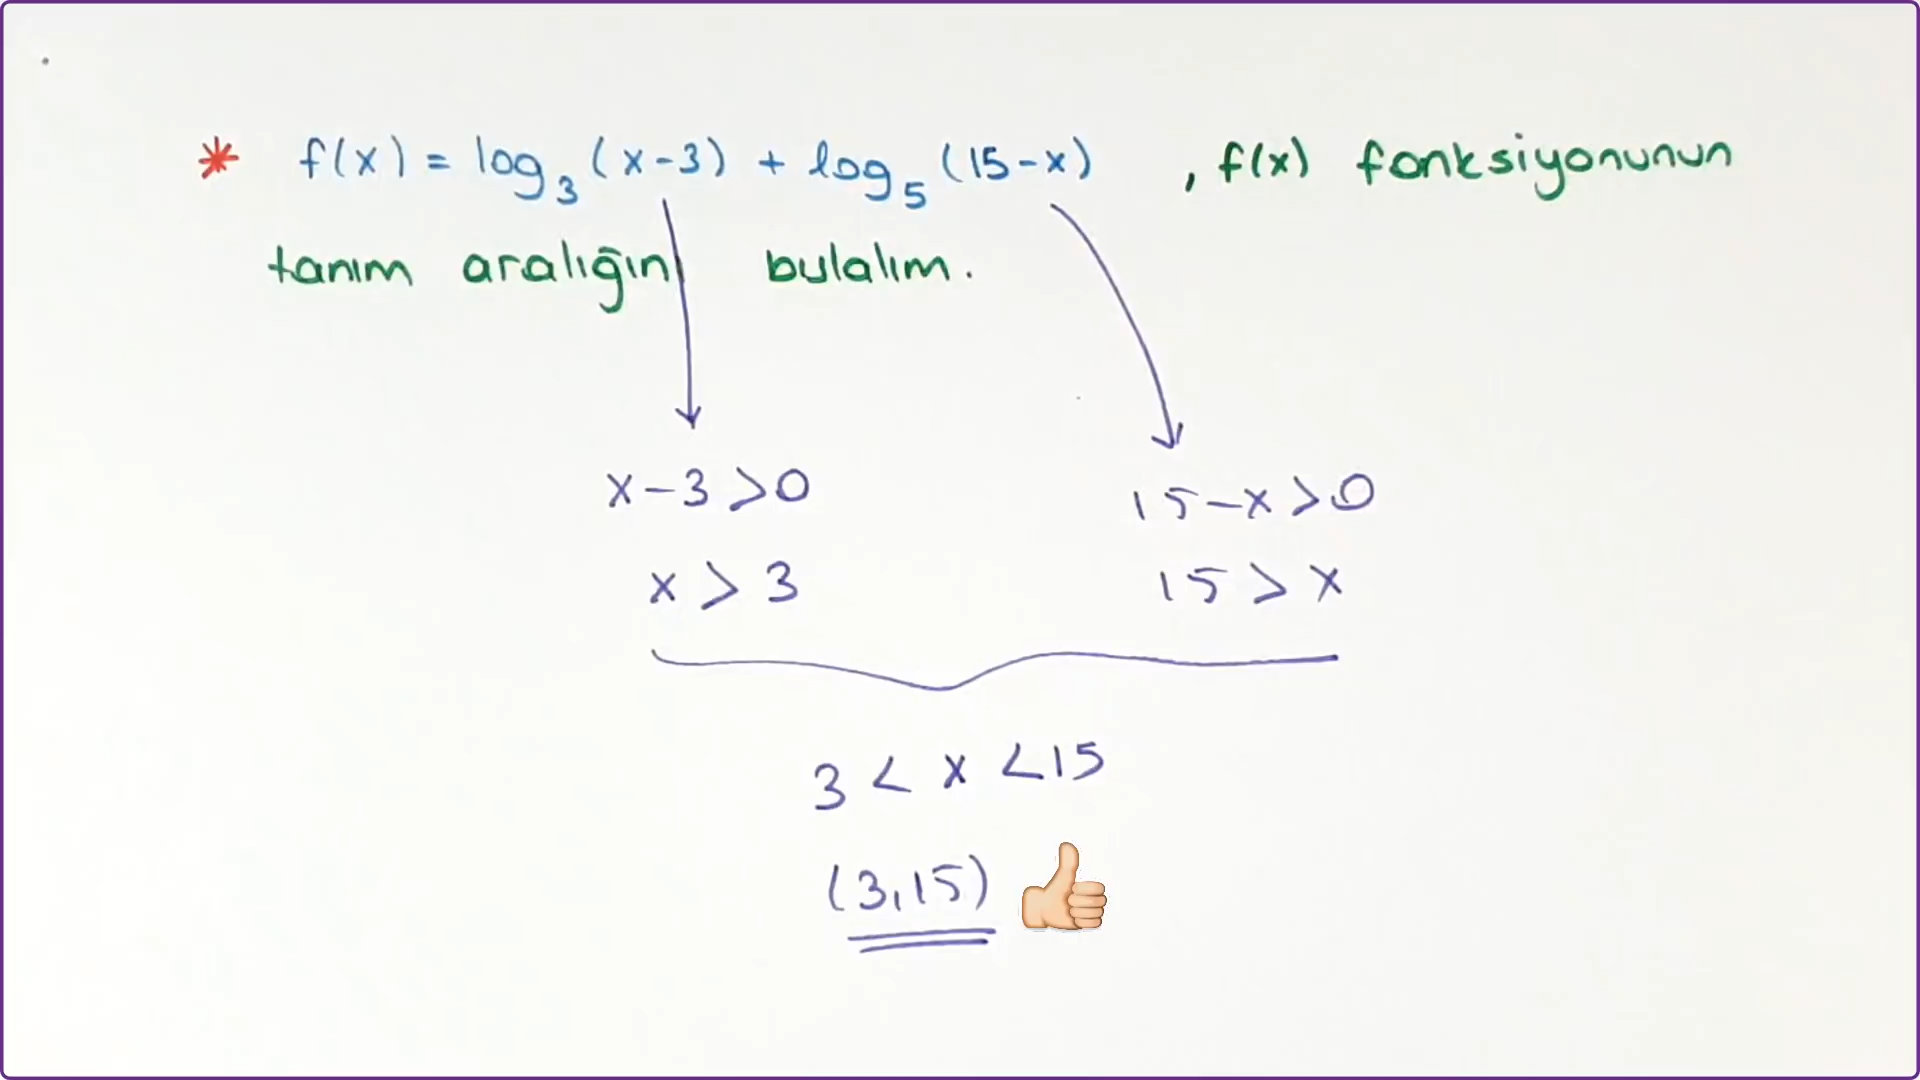 * f(x) = log₃ (x-3) + log₅ (15-x) , f(x) fonksiyonunun
tanım aralığını bulalım.
x-3>0 15-x>0
x > 3 15 > x
3 < x < 15
(3,15)